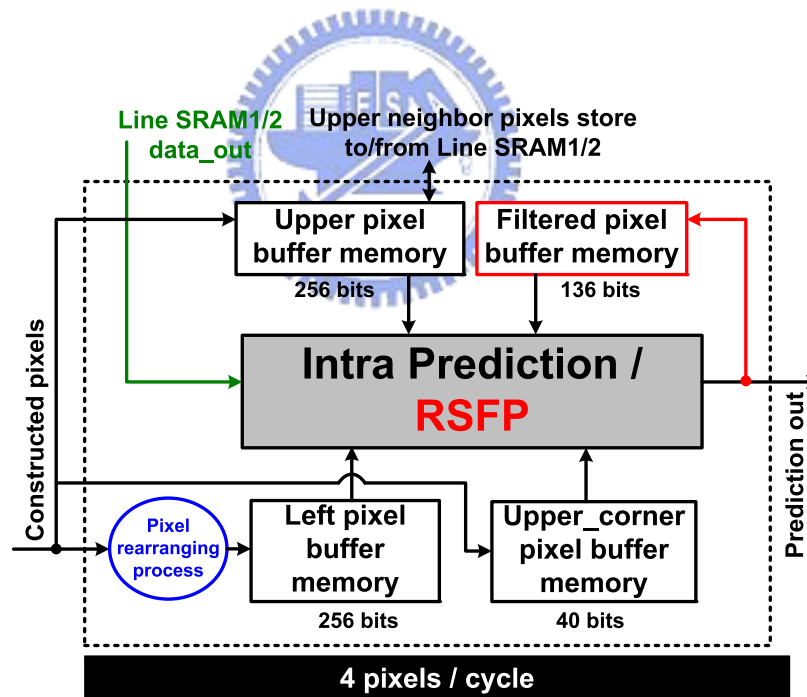 Line SRAM1/2
data_out
Upper neighbor pixels store
to/from Line SRAM1/2
Upper pixel
buffer memory
256 bits
Filtered pixel
buffer memory
136 bits
Intra Prediction /
RSFP
Constructed pixels
Prediction out
Pixel
rearranging
process
Left pixel
buffer
memory
256 bits
Upper_corner
pixel buffer
memory
40 bits
4 pixels / cycle